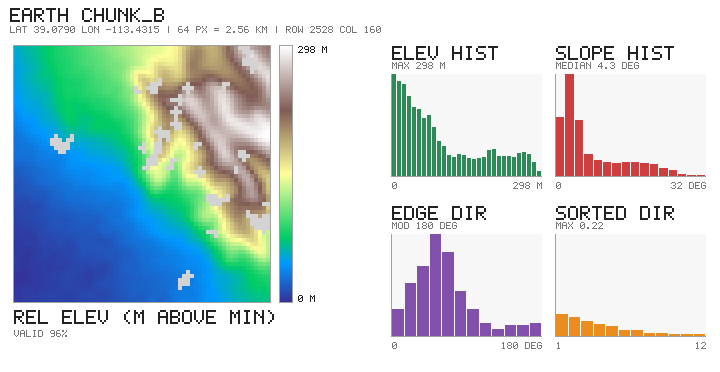 EARTH CHUNK_B
LAT 39.0790 LON -113.4315 | 64 PX = 2.56 KM | ROW 2528 COL 160
298 M
0 M
REL ELEV (M ABOVE MIN)
VALID 96%
ELEV HIST
MAX 298 M
0 298 M
SLOPE HIST
MEDIAN 4.3 DEG
0 32 DEG
EDGE DIR
MOD 180 DEG
0 180 DEG
SORTED DIR
MAX 0.22
1 12